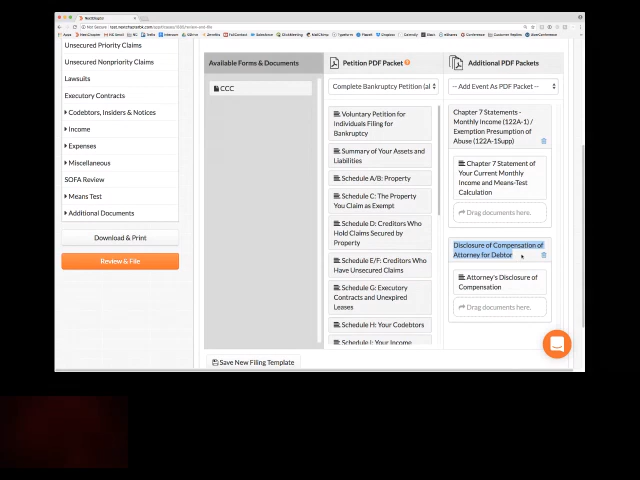 NextChapter
Not Secure
Unsecured Priority Claims
Unsecured Nonpriority Claims
Lawsuits
Executory Contracts
Codebtors, Insiders & Notices
Income
Expenses
Miscellaneous
SOFA Review
Means Test
Additional Documents
Download & Print
Review & File
Available Forms & Documents
CCC
Petition PDF Packet
Complete Bankruptcy Petition (al
Voluntary Petition for
Individuals Filing for
Bankruptcy
Summary of Your Assets and
Liabilities
Schedule A/B: Property
Schedule C: The Property
You Claim as Exempt
Schedule D: Creditors Who
Hold Claims Secured by
Property
Schedule E/F: Creditors Who
Have Unsecured Claims
Schedule G: Executory
Contracts and Unexpired
Leases
Schedule H: Your Codebtors
Schedule I: Your Income
Save New Filing Template
Additional PDF Packets
-- Add Event As PDF Packet --
Chapter 7 Statements -
Monthly Income (122A-1) /
Exemption Presumption of
Abuse (122A-1Supp)
Chapter 7 Statement of
Your Current Monthly
Income and Means-Test
Calculation
Drag documents here.
Disclosure of Compensation of
Attorney for Debtor
Attorney's Disclosure of
Compensation
Drag documents here.